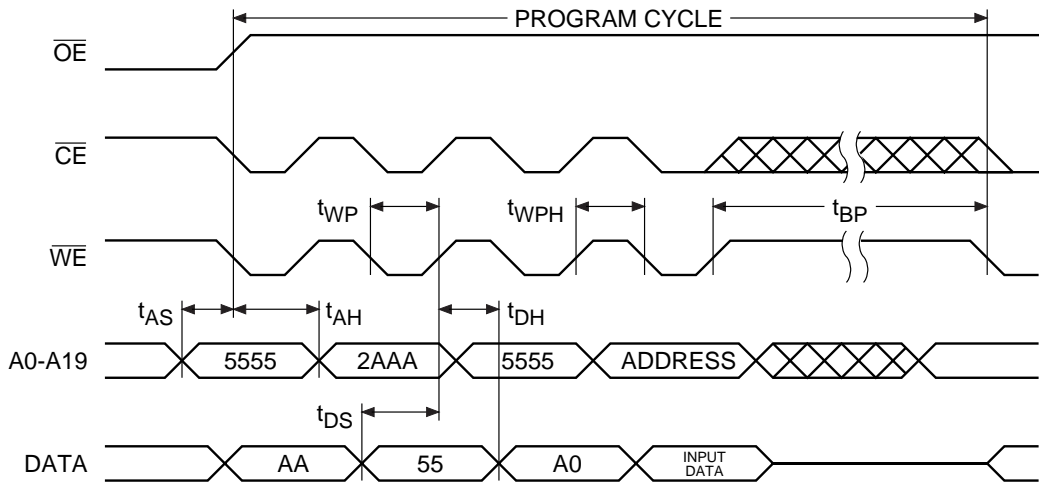 PROGRAM CYCLE
OE
CE
tWP tWPH tBP
WE
tAS tAH tDH
A0-A19 5555 2AAA 5555 ADDRESS
tDS
DATA AA 55 A0 INPUT DATA